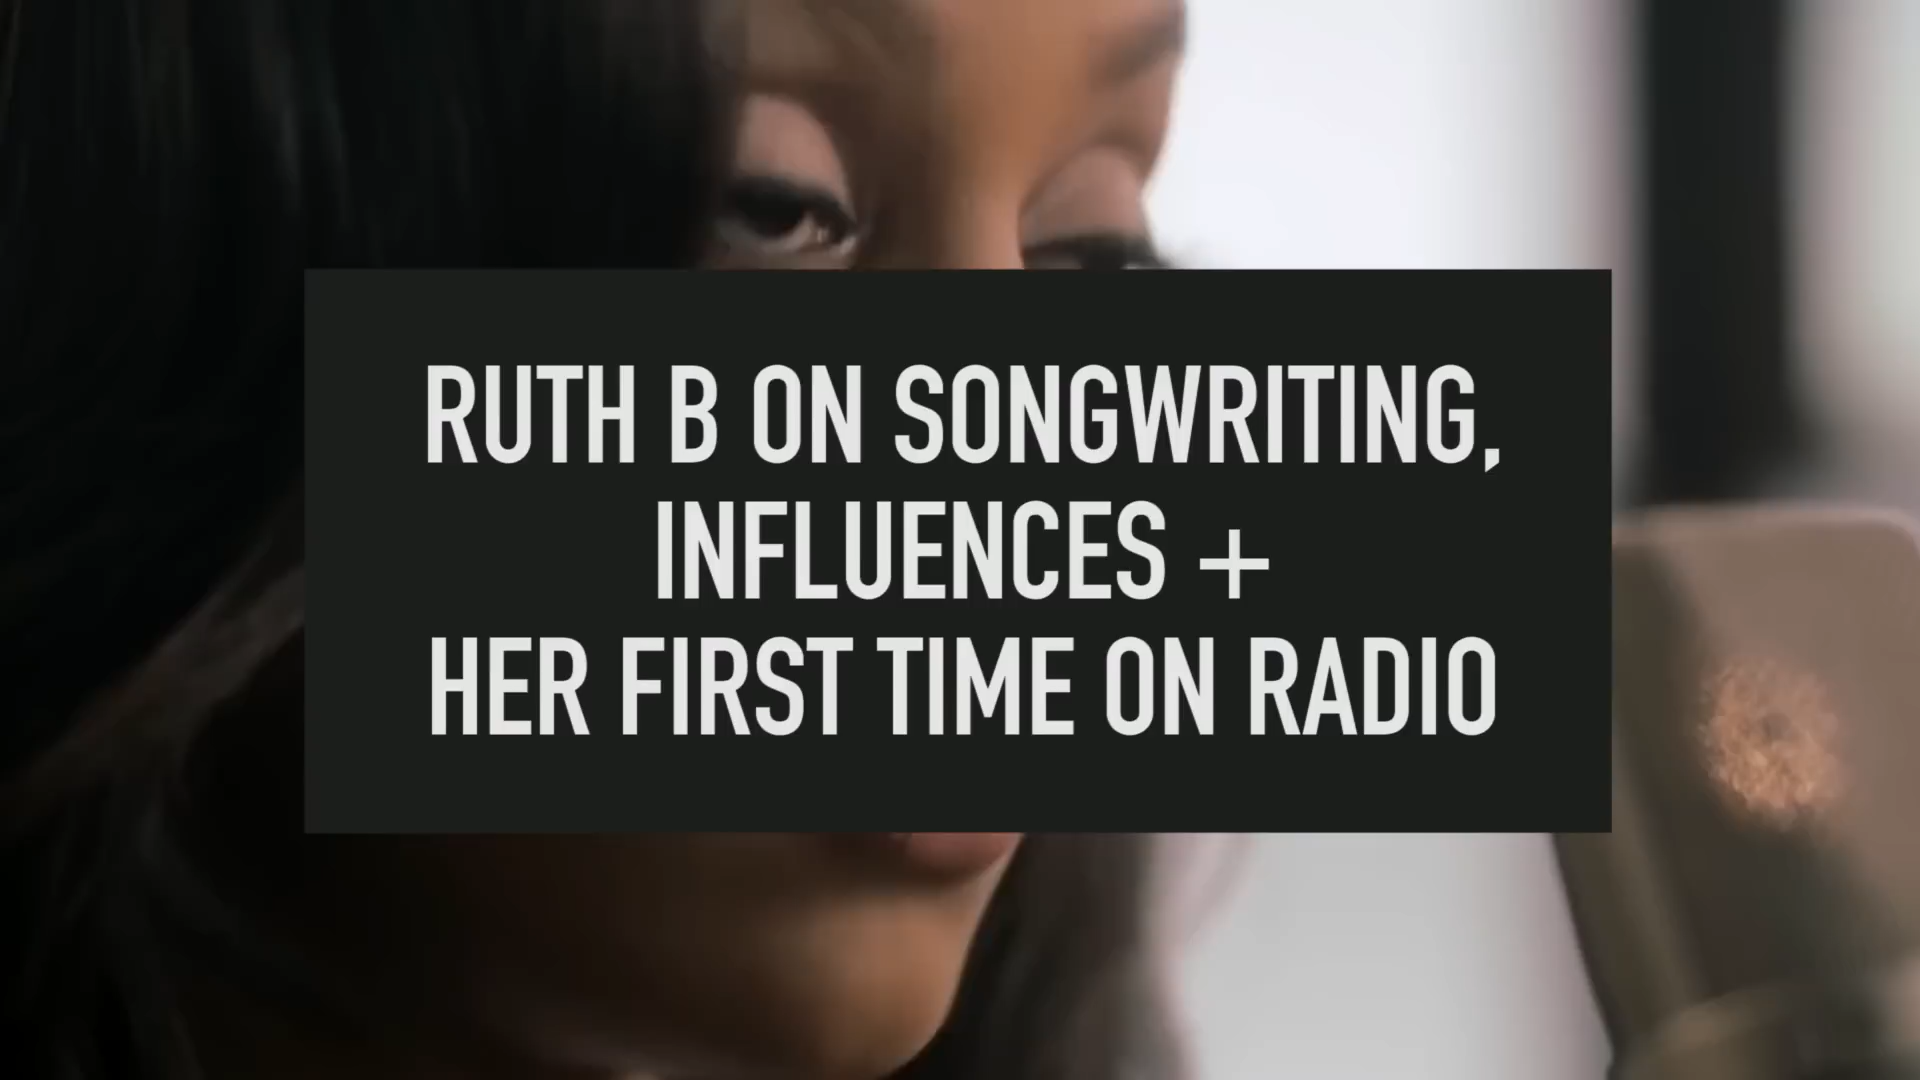 RUTH B ON SONGWRITING,
INFLUENCES +
HER FIRST TIME ON RADIO